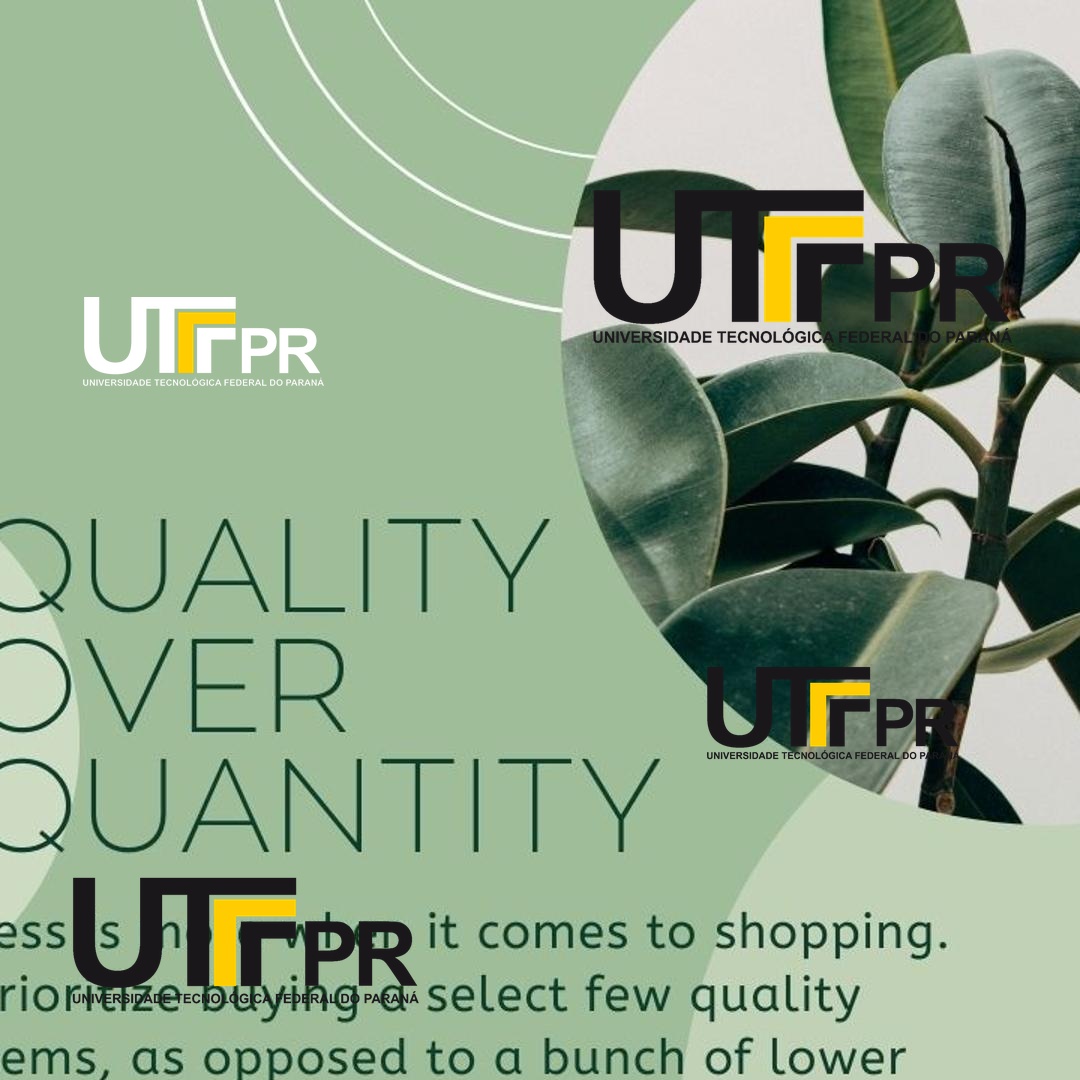 UTFPR
UNIVERSIDADE TECNOLÓGICA FEDERAL DO PARANÁ
UTFPR
UNIVERSIDADE TECNOLÓGICA FEDERAL DO PARANÁ
QUALITY
OVER
QUANTITY
UTFPR
UNIVERSIDADE TECNOLÓGICA FEDERAL DO
UTFPR
UNIVERSIDADE TECNOLÓGICA FEDERAL DO PARANÁ
it comes to shopping.
buying a select few quality
ems, as opposed to a bunch of lower